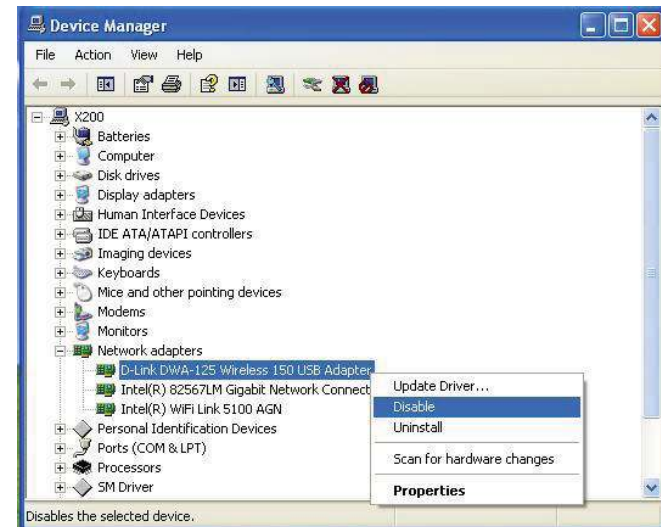 Device Manager
File Action View Help
X200
Batteries
Computer
Disk drives
Display adapters
Human Interface Devices
IDE ATA/ATAPI controllers
Imaging devices
Keyboards
Mice and other pointing devices
Modems
Monitors
Network adapters
D-Link DWA-125 Wireless 150 USB Adapter
Intel(R) 82567LM Gigabit Network Connect
Intel(R) WiFi Link 5100 AGN
Personal Identification Devices
Ports (COM & LPT)
Processors
SM Driver
Update Driver...
Disable
Uninstall
Scan for hardware changes
Properties
Disables the selected device.